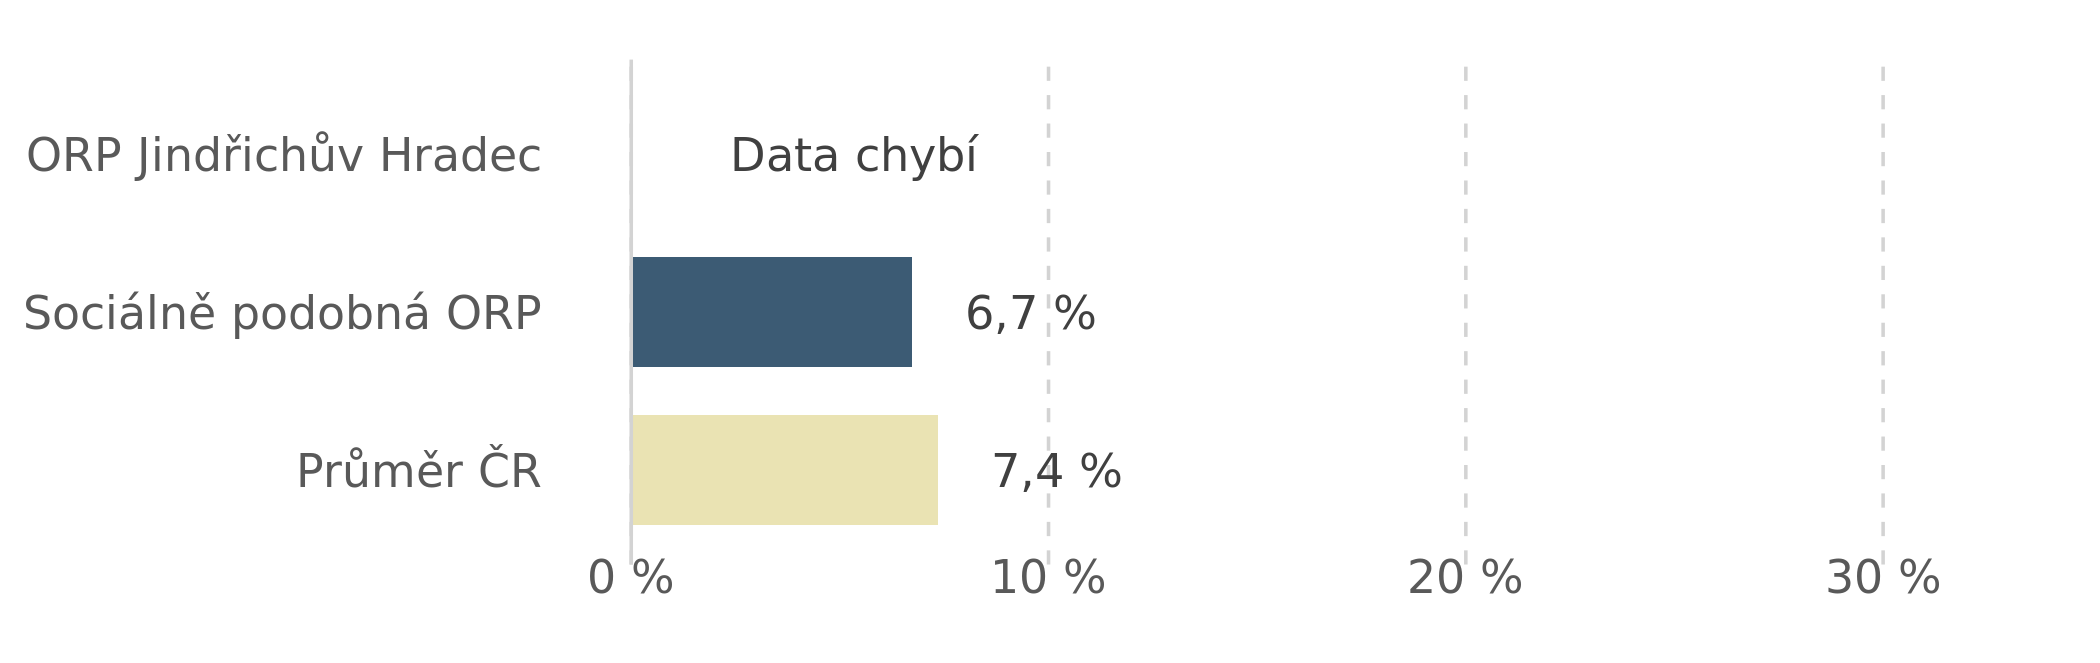 ORP Jindřichův Hradec
Data chybí
Sociálně podobná ORP
6,7 %
Průměr ČR
7,4 %
0 %
10 %
20 %
30 %